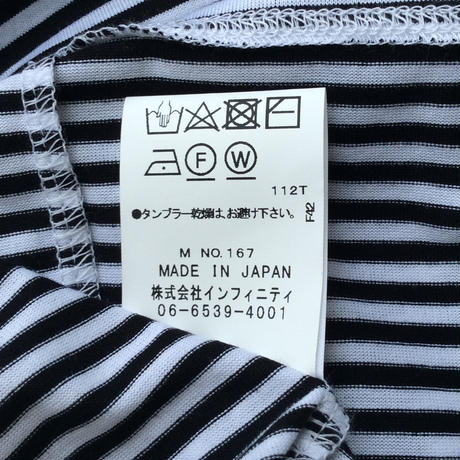 F
W
112T
●タンブラー乾燥は、お避け下さい。
F42
M NO.167
MADE IN JAPAN
株式会社インフィニティ
06-6539-4001